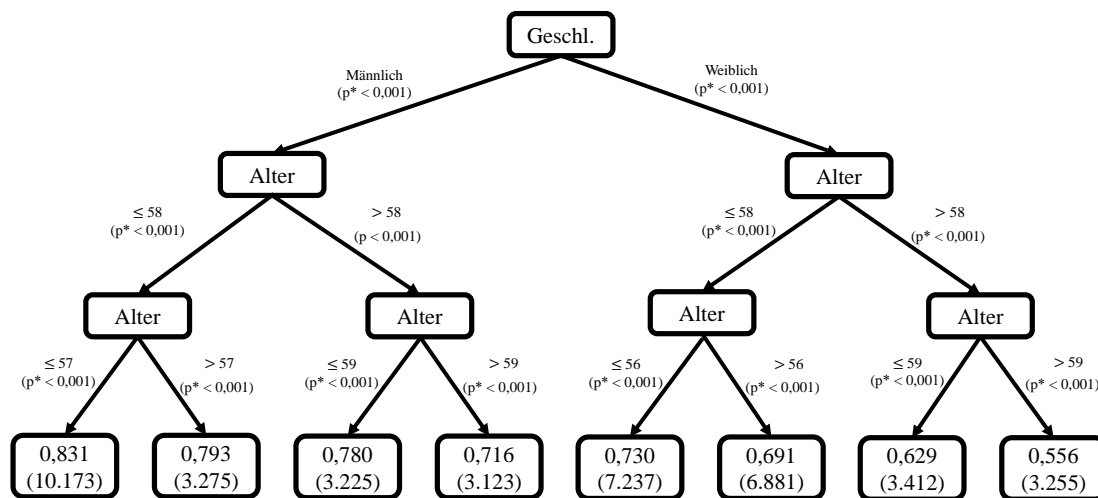 Geschl.
Männlich
(p* < 0,001)
Weiblich
(p* < 0,001)
Alter
Alter
≤ 58
(p* < 0,001)
> 58
(p < 0,001)
≤ 58
(p* < 0,001)
> 58
(p* < 0,001)
Alter
Alter
Alter
Alter
≤ 57
(p* < 0,001)
> 57
(p* < 0,001)
≤ 59
(p* < 0,001)
> 59
(p* < 0,001)
≤ 56
(p* < 0,001)
> 56
(p* < 0,001)
≤ 59
(p* < 0,001)
> 59
(p* < 0,001)
0,831
(10.173)
0,793
(3.275)
0,780
(3.225)
0,716
(3.123)
0,730
(7.237)
0,691
(6.881)
0,629
(3.412)
0,556
(3.255)